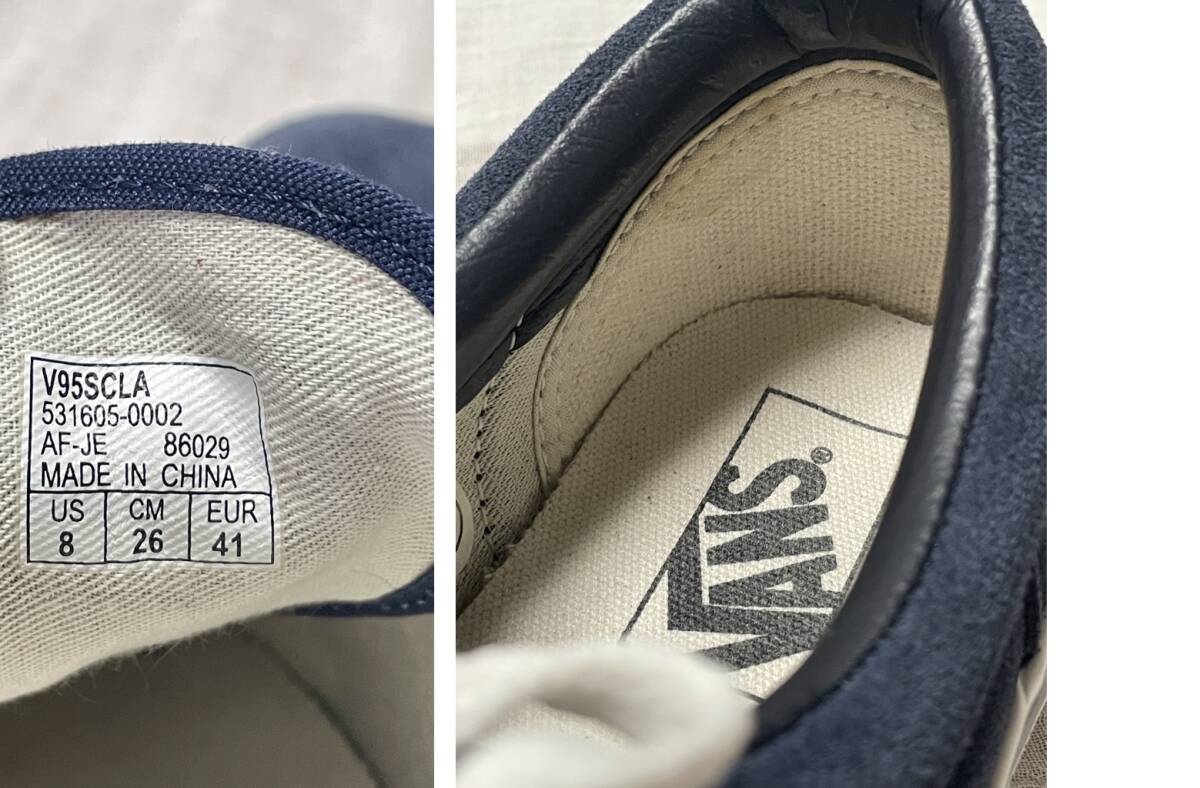 V95SCLA
531605-0002
AF-JE 86029
MADE IN CHINA
US CM EUR
8 26 41
VANS®